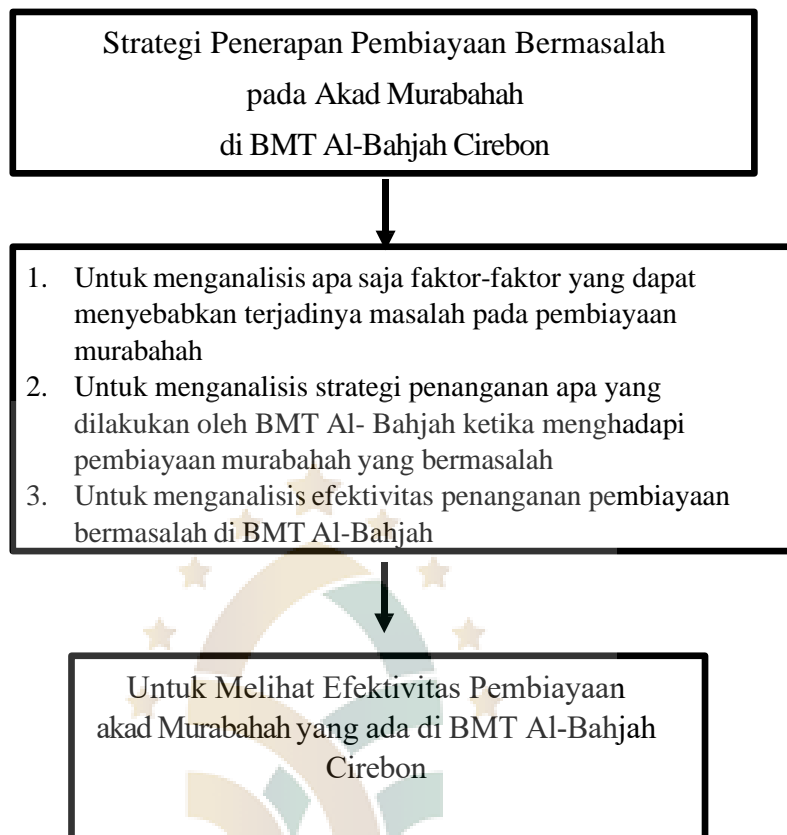 Strategi Penerapan Pembiayaan Bermasalah
pada Akad Murabahah
di BMT Al-Bahjah Cirebon
1. Untuk menganalisis apa saja faktor-faktor yang dapat
menyebabkan terjadinya masalah pada pembiayaan
murabahah
2. Untuk menganalisis strategi penanganan apa yang
dilakukan oleh BMT Al- Bahjah ketika menghadapi
pembiayaan murabahah yang bermasalah
3. Untuk menganalisis efektivitas penanganan pembiayaan
bermasalah di BMT Al-Bahjah
Untuk Melihat Efektivitas Pembiayaan
akad Murabahah yang ada di BMT Al-Bahjah
Cirebon